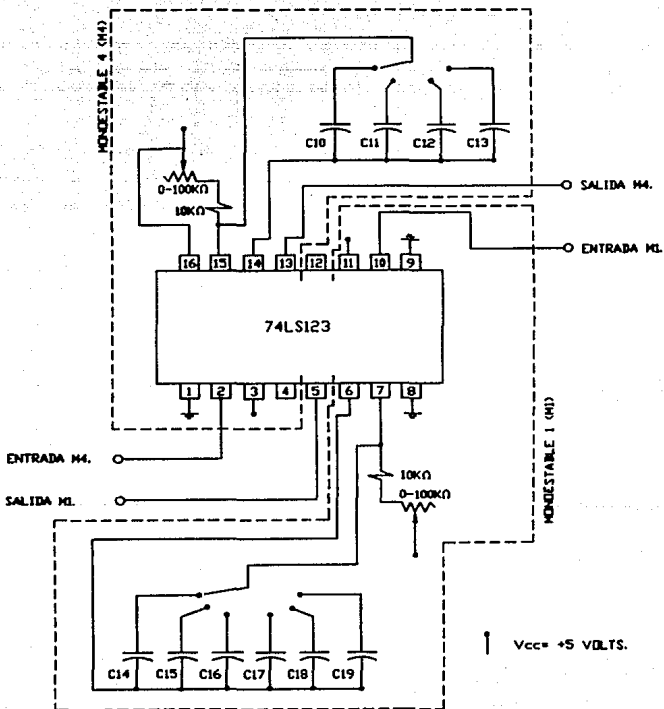 MONOESTABLE 4 (M4)
C10 C11 C12 C13
0-100KΩ
10KΩ
SALIDA M4.
ENTRADA M1.
16 15 14 13 12 11 10 9
74LS123
1 2 3 4 5 6 7 8
ENTRADA M4.
SALIDA M1.
10KΩ
0-100KΩ
MONOESTABLE 1 (M1)
C14 C15 C16 C17 C18 C19
Vcc= +5 VOLTS.